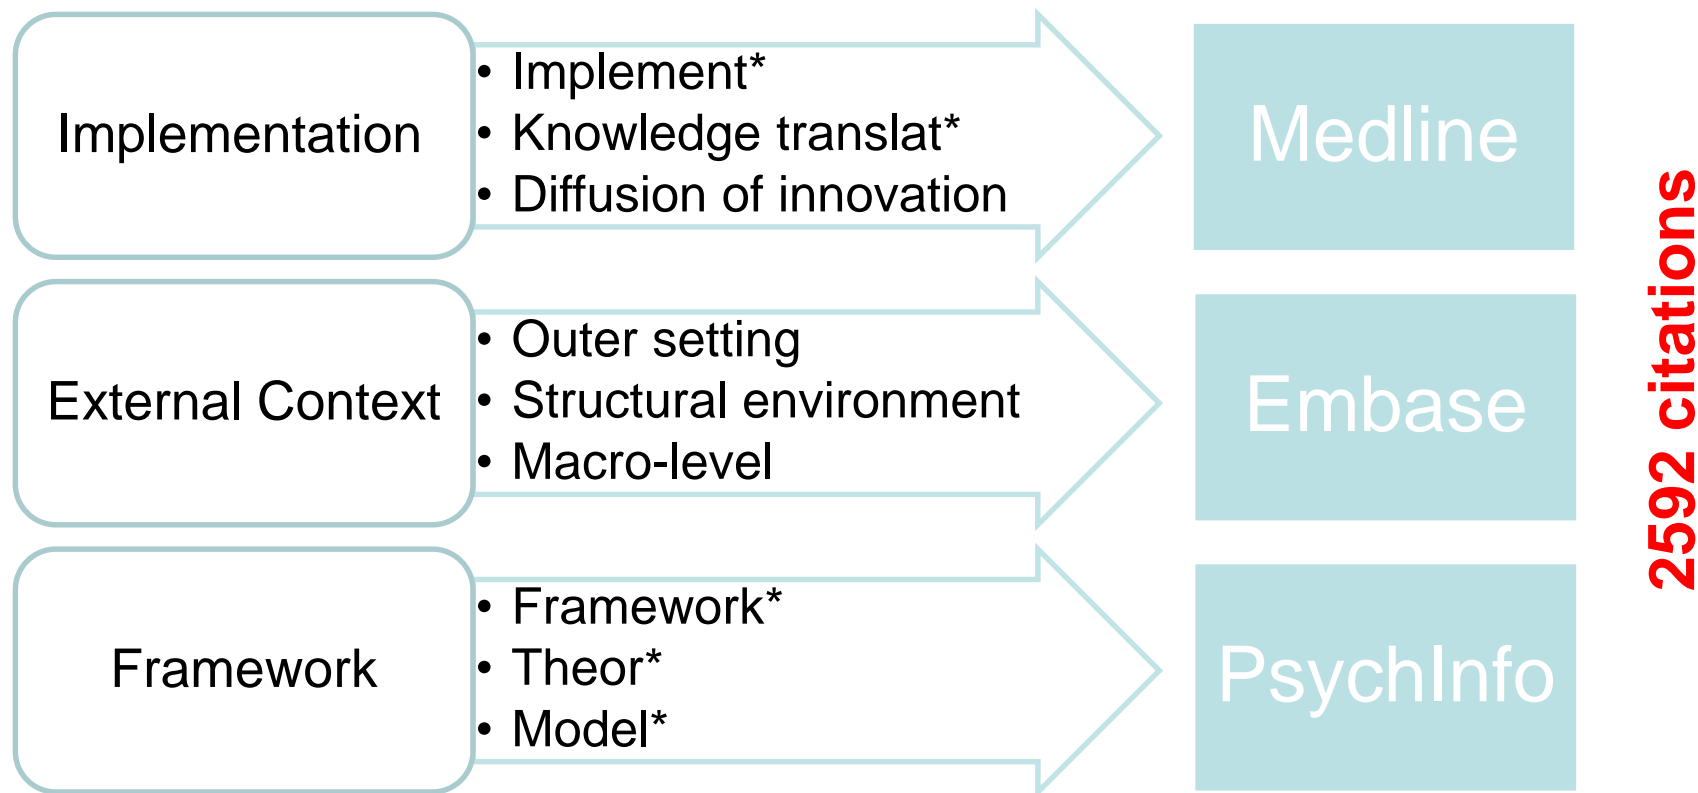 Implementation
• Implement*
• Knowledge translat*
• Diffusion of innovation
Medline
External Context
• Outer setting
• Structural environment
• Macro-level
Embase
Framework
• Framework*
• Theor*
• Model*
PsychInfo
2592 citations